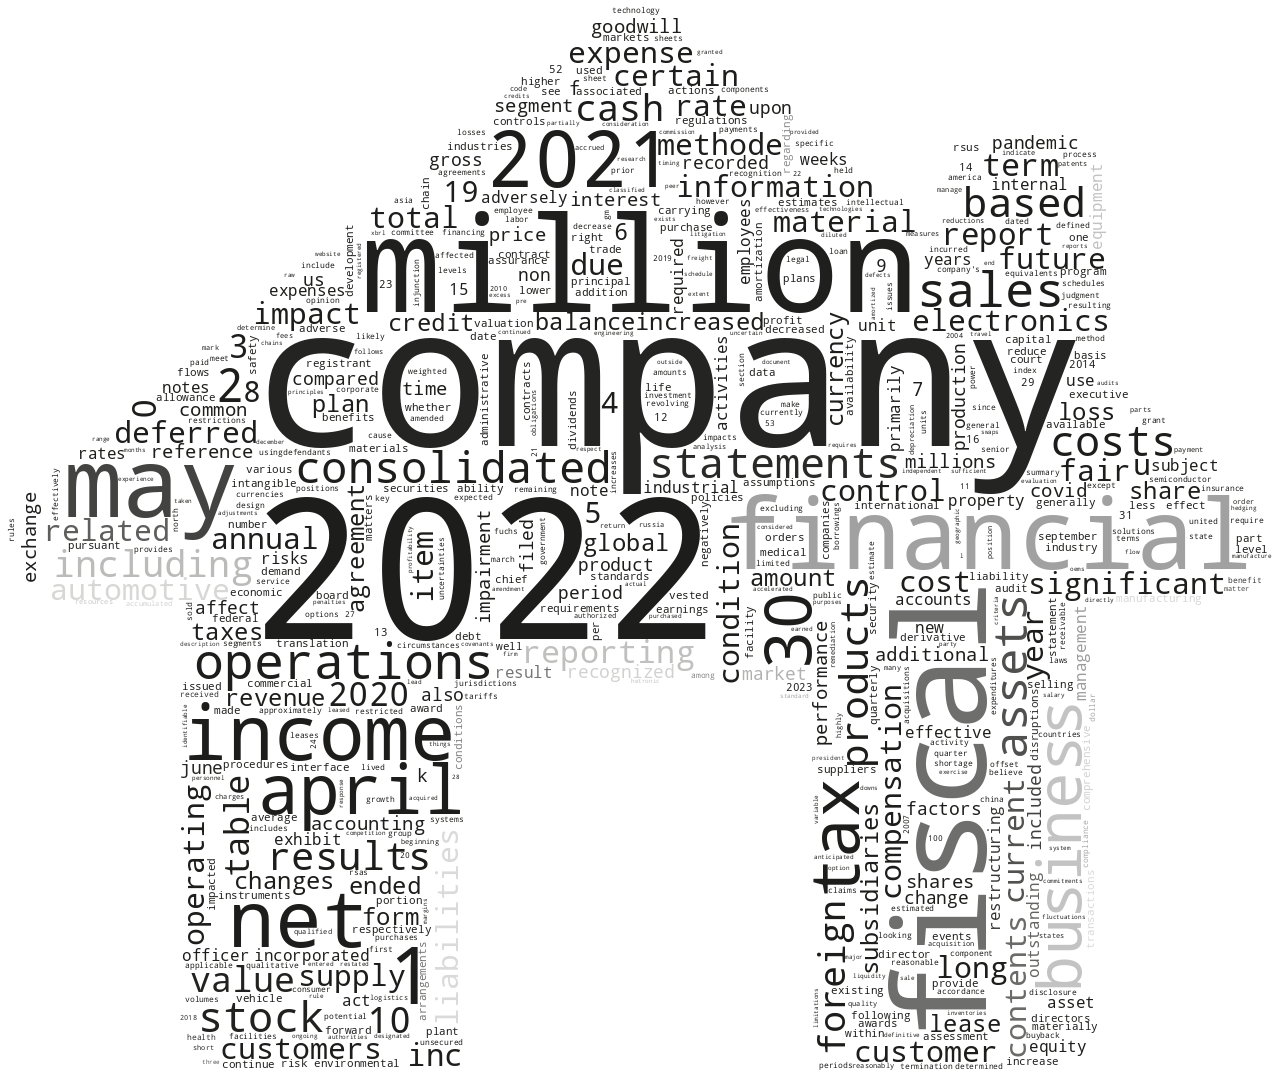 technology
goodwill
markets sheets
expense granted
52 used certain
higher sheet
see f associated actions components
code credits segment cash rate upon
controls partially consideration regulations
losses 2021 commission payments provided
industries accrued methode regarding specific
gross research timing recorded weeks
agreements prior recognition 22 held
rsus pandemic
14 term indicate process patents
america internal
manage based equipment
19 adversely classified interest peer information
chain asia employee labor gm however carrying estimates effectiveness intellectual technologies
total xbrl committee financing price decrease 6 exists litigation purchase employees material diluted loan measures
reductions dated defined
report one reports
website registered affected contract right trade 2019 freight required amortization legal 9 incurred years company's end future
development include us million due schedule plans defects equivalents program
raw expenses levels assurance non principal extent issues schedules
opinion 23 injunction 15 2010 excess lower addition pre amortized sales judgment resulting
impact credit valuation balance increased profit decreased unit electronics
adverse determine fees likely date continued engineering uncertain currency 2004 travel method
mark chains safety follows company outside document capital reduce basis
paid meet 3 registrant weighted amounts activities section data availability court 2014
flows 28 compared corporate time administrative life investment revolving make currently primarily 7 production power index 29 use audits executive
notes allowance principles plan whether amended contracts obligations dividends 4 12 53 depreciation units
common restrictions 0 benefits since swaps loss parts grant
deferred december cause 21 respect impacts analysis requires general 16 senior available costs
range months rates reference using defendants materials increases statements independent sufficient millions summary payment
experience various intangible consolidated assumptions evaluation fair u subject semiconductor
effectively taken may currencies positions securities ability remaining note industrial control 11 covid except insurance
rules exchange north design adjustments key expected policies property generally share less effect order hedging
related number agreement matters 2022 fuchs return russia 5 excluding international 31 united require
pursuant provides annual profitability filed government negatively considered companies borrowings financial geographic september solutions terms state part
including risks item impairment march global condition orders medical limited 1 position industry flow level manufacture
automotive demand service uncertainties chief amendment product standards actual amount accelerated estimate cost liability owns significant benefit
resources accumulated economic period requirements vested public purposes security accounts audit directly manufacturing matter
sold affect federal board penalties options 27 authorized purchased earnings facility 30 earned remediation new derivative criteria statement receivable
taxes description segments translation 13 circumstances debt covenants well firm per products additional party year laws management
operations reporting among performance many assets
issued commercial result recognized hetronic market standard 2023 quarterly acquisitions expenditures selling salary dollar
received revenue 2020 also lead jurisdictions tariffs highly compensation effective disruptions countries
made approximately leased restricted award conditions activity
identifiable income leases 24 things president quarter shortage exercise offset believe
june procedures interface lived k 28 suppliers downs comprehensive
personnel april response growth acquired variable tax factors china included business
operating charges table average accounting systems 2007 100 restructuring compliance
includes exhibit competition group beginning fiscal system
results 20 anticipated option subsidiaries shares current commitments
impacted changes rsas ended claims change
instruments portion margins liabilities estimated outstanding fluctuations
net form foreign looking events acquisition states transactions
qualified respectively purchases director component
officer incorporated first arrangements major reasonable contents
applicable qualitative entered restated liquidity sale long
value consumer supply 1 existing provide accordance disclosure asset
volumes vehicle rule act logistics quality inventories directors
2018 stock potential forward 10 limitations following awards lease materially
health facilities ongoing authorities designated plant unsecured within definitive assessment buyback equity
short customers inc customer
three continue risk environmental periods reasonably termination determined increase